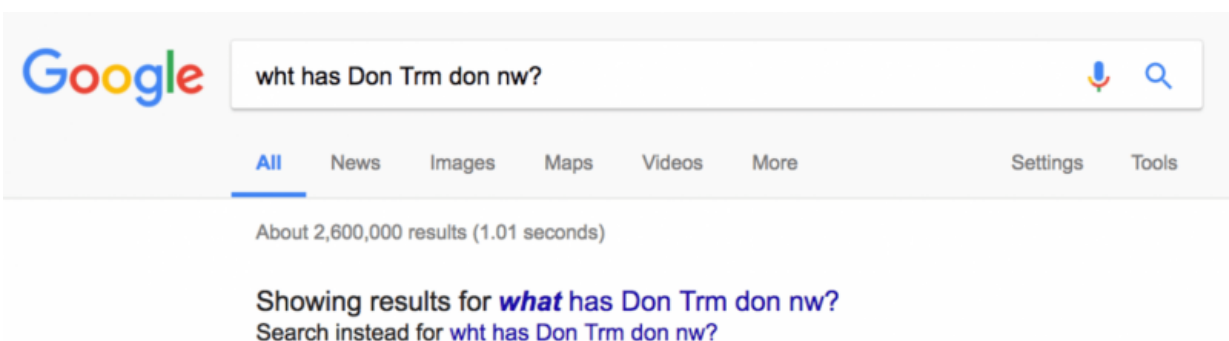 Google wht has Don Trm don nw?
All News Images Maps Videos More Settings Tools
About 2,600,000 results (1.01 seconds)
Showing results for what has Don Trm don nw?
Search instead for wht has Don Trm don nw?